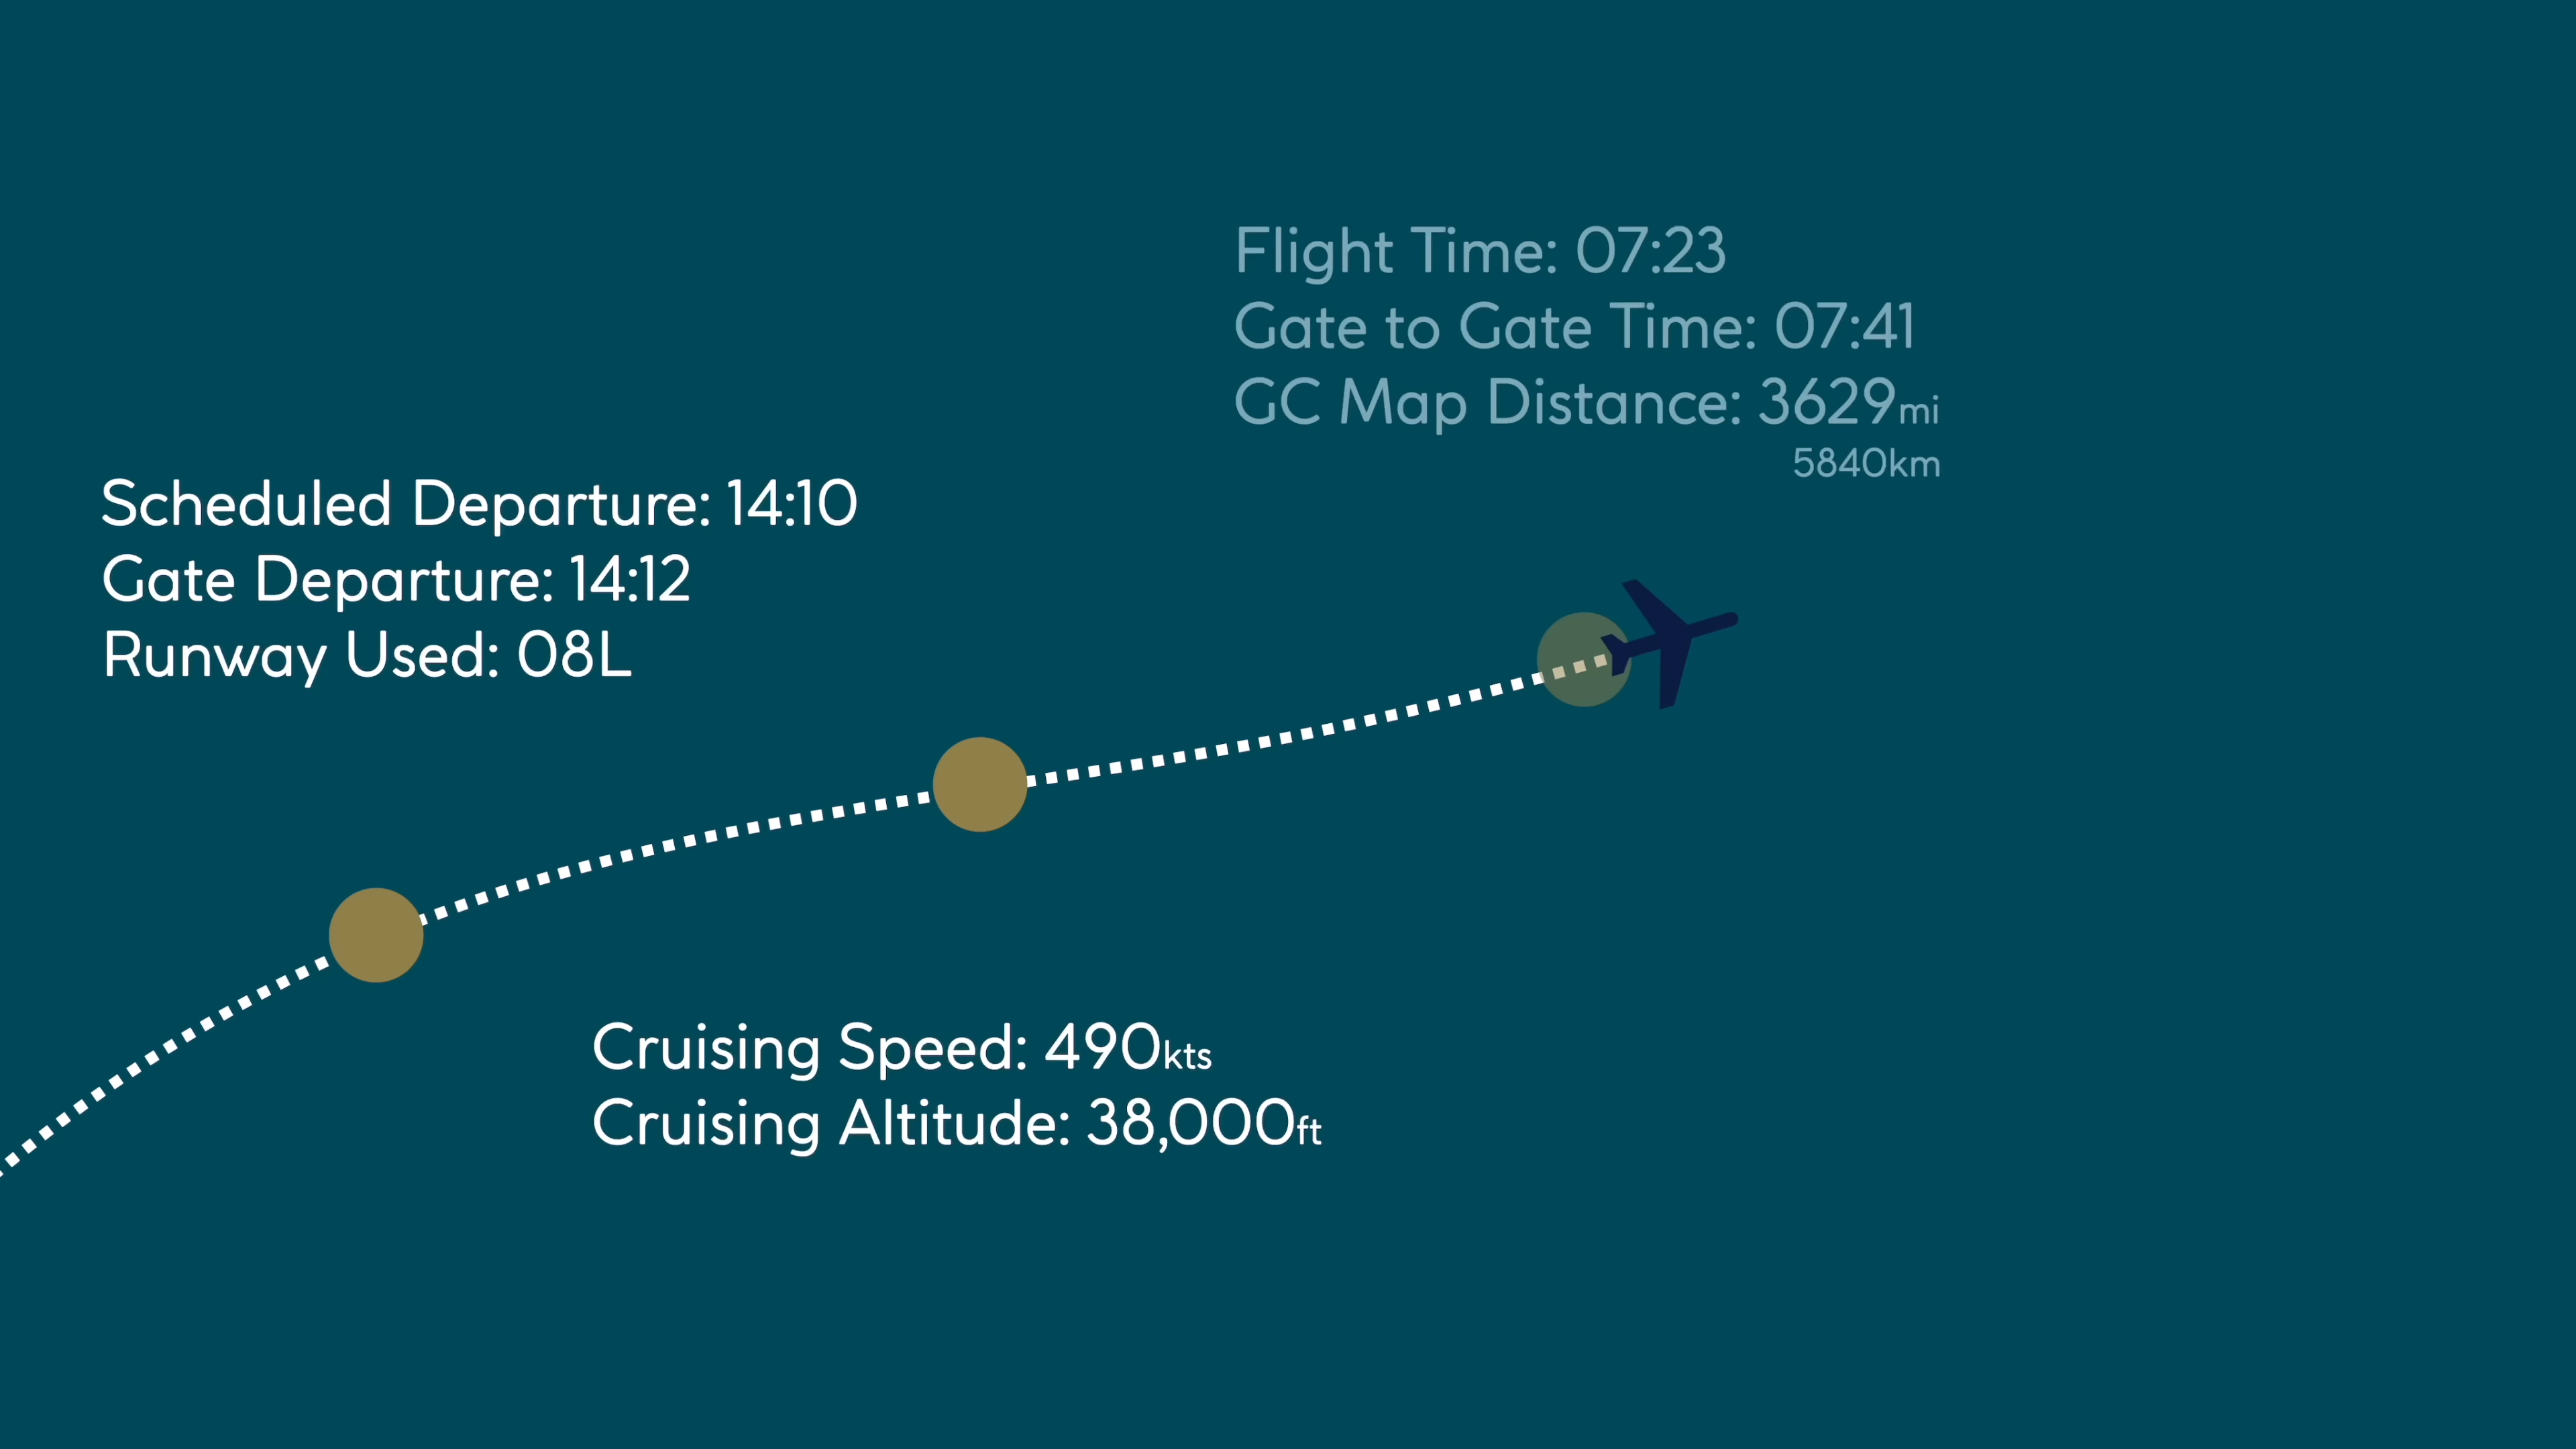 Scheduled Departure: 14:10
Gate Departure: 14:12
Runway Used: 08L
Cruising Speed: 490kts
Cruising Altitude: 38,000ft
Flight Time: 07:23
Gate to Gate Time: 07:41
GC Map Distance: 3629mi
5840km